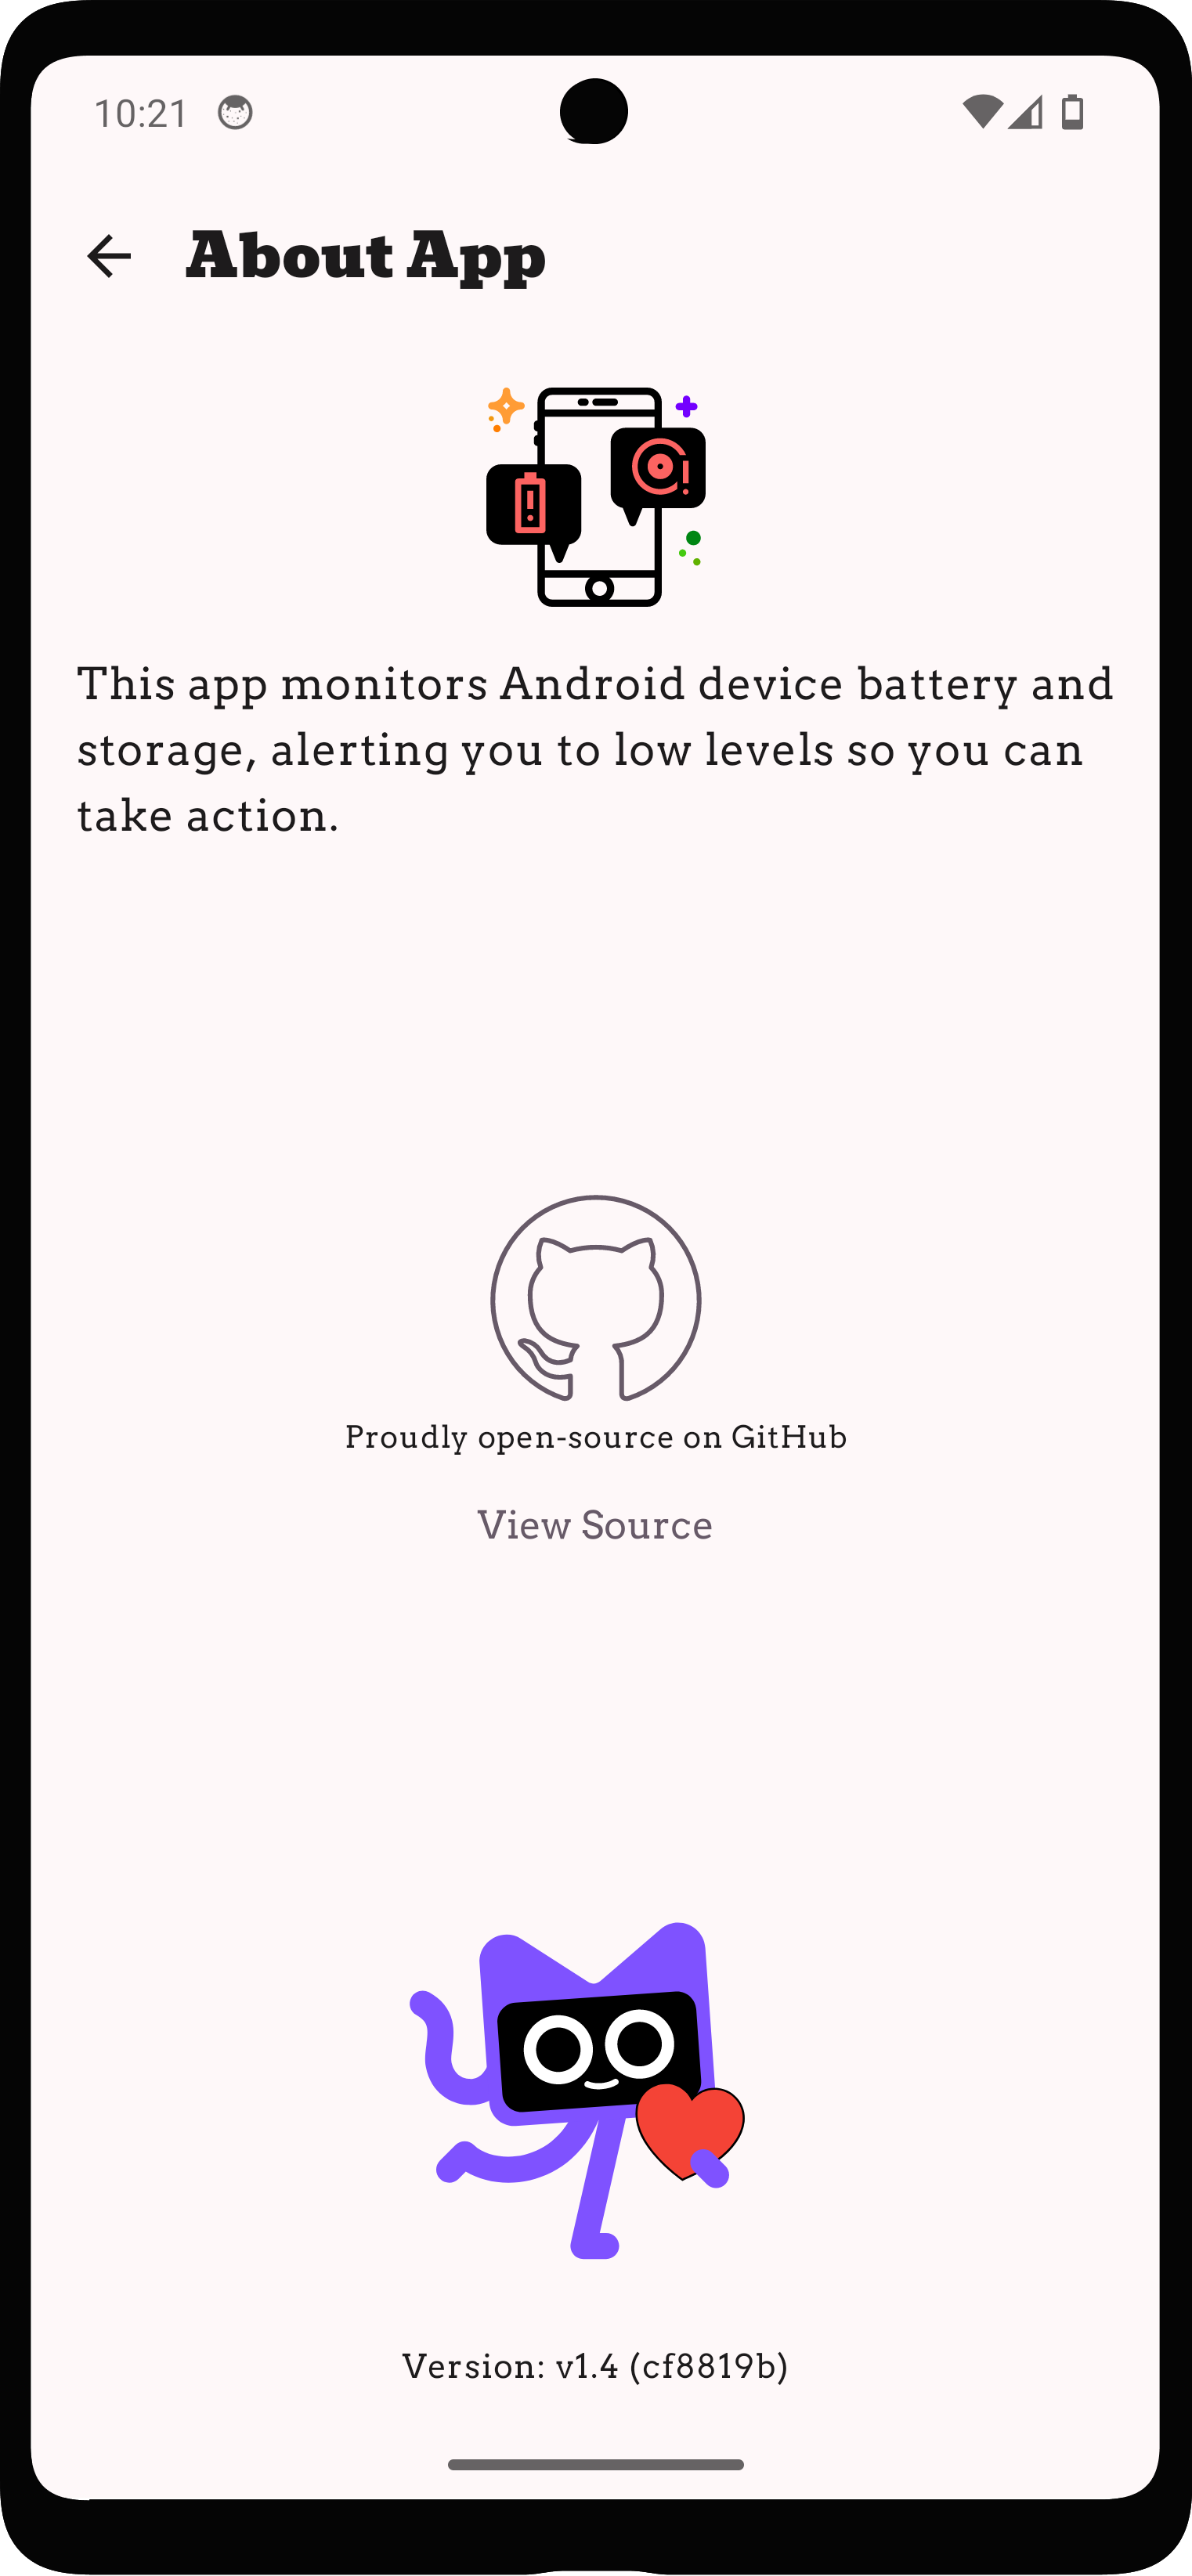 10:21
About App
This app monitors Android device battery and
storage, alerting you to low levels so you can
take action.
Proudly open-source on GitHub
View Source
Version: v1.4 (cf8819b)